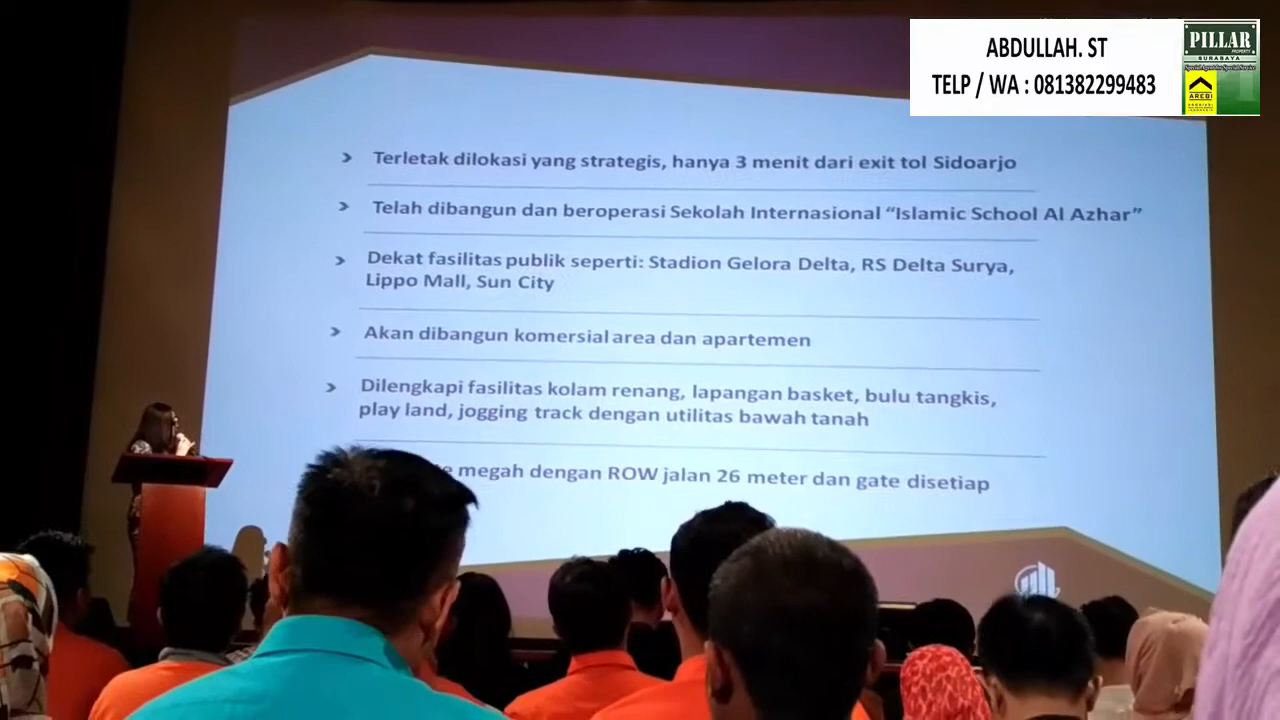 ABDULLAH. ST
TELP / WA : 081382299483
PILLAR
PROPERTY
SURABAYA
AREBI
Terletak dilokasi yang strategis, hanya 3 menit dari exit tol Sidoarjo
Telah dibangun dan beroperasi Sekolah Internasional “Islamic School Al Azhar”
Dekat fasilitas publik seperti: Stadion Gelora Delta, RS Delta Surya,
Lippo Mall, Sun City
Akan dibangun komersial area dan apartemen
Dilengkapi fasilitas kolam renang, lapangan basket, bulu tangkis,
play land, jogging track dengan utilitas bawah tanah
megah dengan ROW jalan 26 meter dan gate disetiap